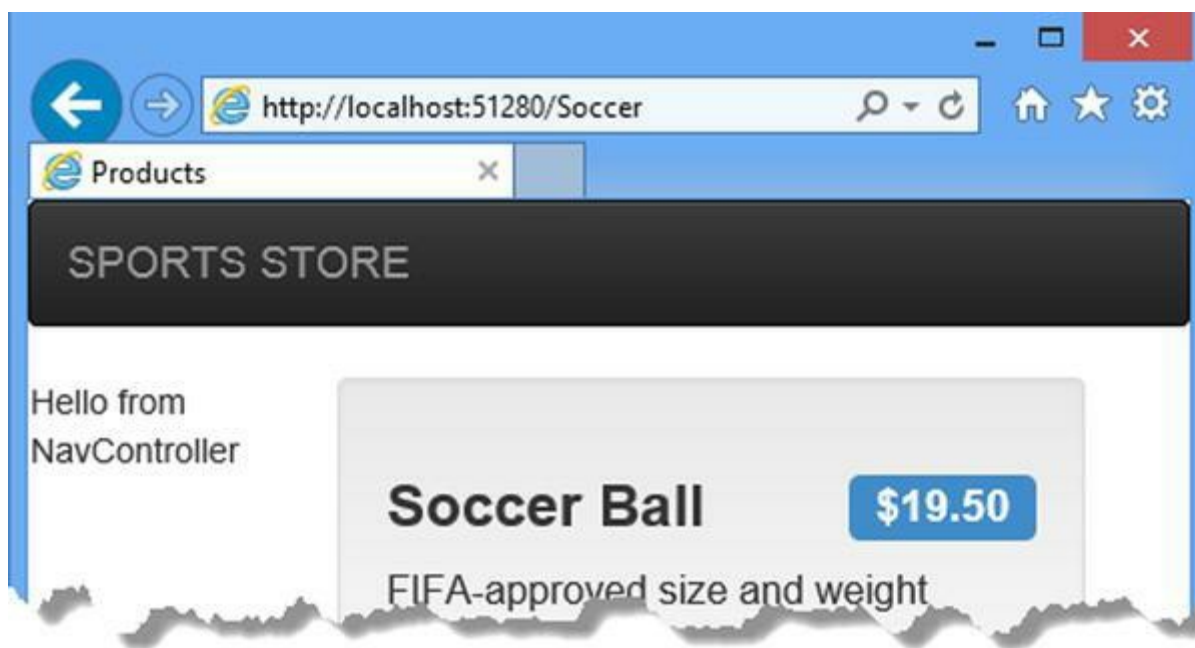 http://localhost:51280/Soccer
Products
SPORTS STORE
Hello from
NavController
Soccer Ball
$19.50
FIFA-approved size and weight